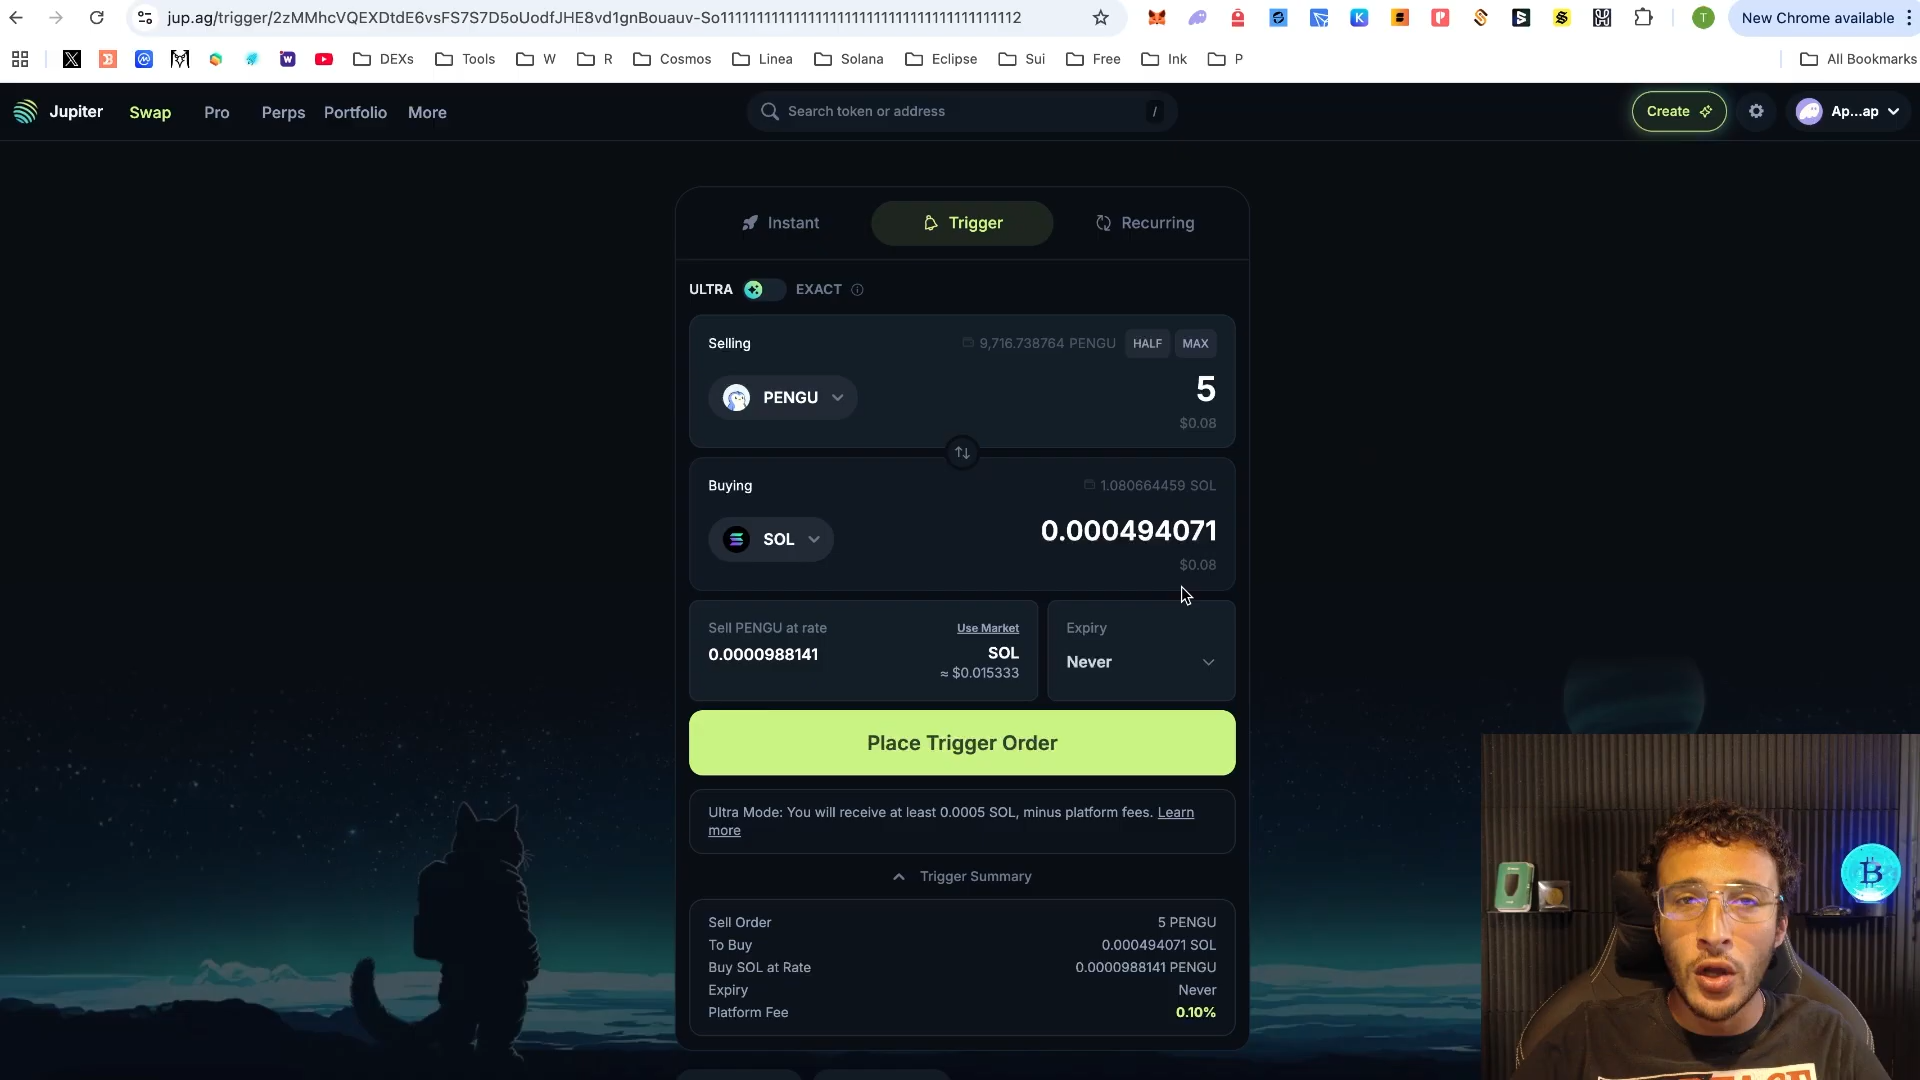 jup.ag/trigger/2zMMhcVQEXDtdE6vsFS7S7D5oUodfJHE8vd1gnBouauv-So11111111111111111111111111111111111111112
T
New Chrome available
DEXs
Tools
W
R
Cosmos
Linea
Solana
Eclipse
Sui
Free
Ink
P
All Bookmarks
Jupiter
Swap
Pro
Perps
Portfolio
More
Search token or address
/
Create
Ap...ap
Instant
Trigger
Recurring
ULTRA
EXACT
Selling
9,716.738764 PENGU
HALF
MAX
PENGU
5
$0.08
Buying
1.080664459 SOL
SOL
0.000494071
$0.08
Sell PENGU at rate
Use Market
0.0000988141
SOL
≈ $0.015333
Expiry
Never
Place Trigger Order
Ultra Mode: You will receive at least 0.0005 SOL, minus platform fees. Learn
more
Trigger Summary
Sell Order
5 PENGU
To Buy
0.000494071 SOL
Buy SOL at Rate
0.0000988141 PENGU
Expiry
Never
Platform Fee
0.10%